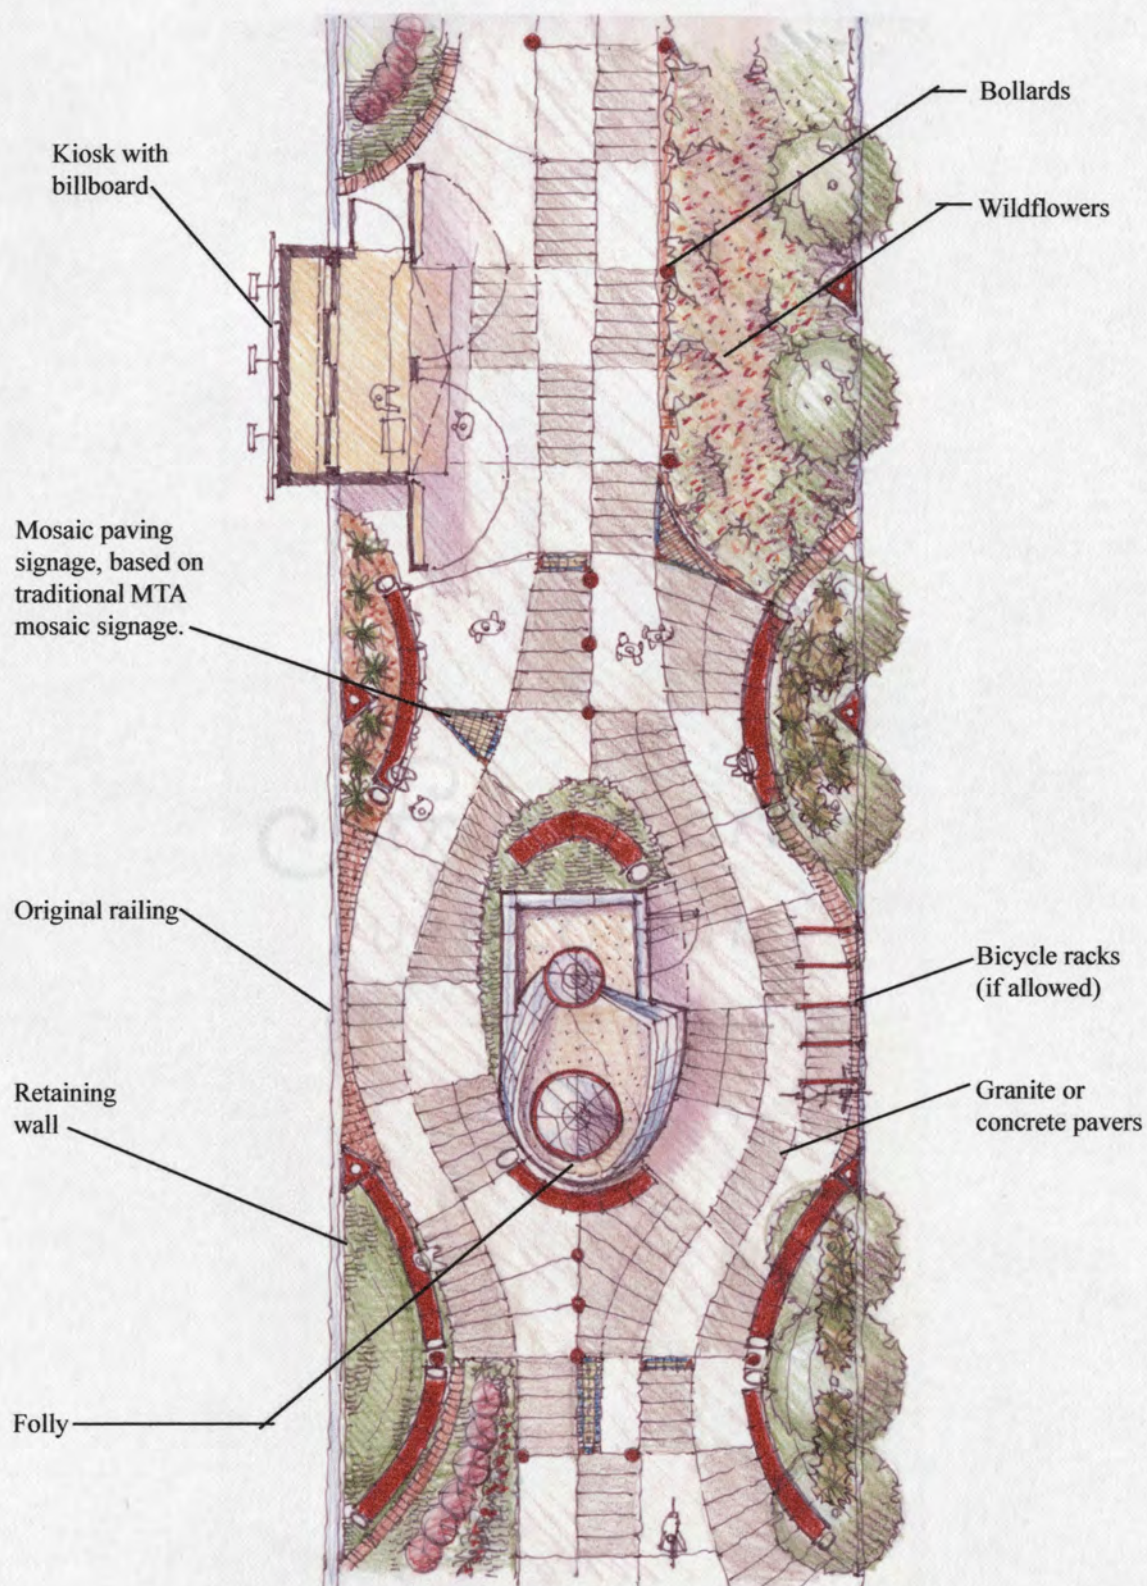 Bollards
Kiosk with
billboard
Wildflowers
Mosaic paving
signage, based on
traditional MTA
mosaic signage.
Original railing
Bicycle racks
(if allowed)
Retaining
wall
Granite or
concrete pavers
Folly